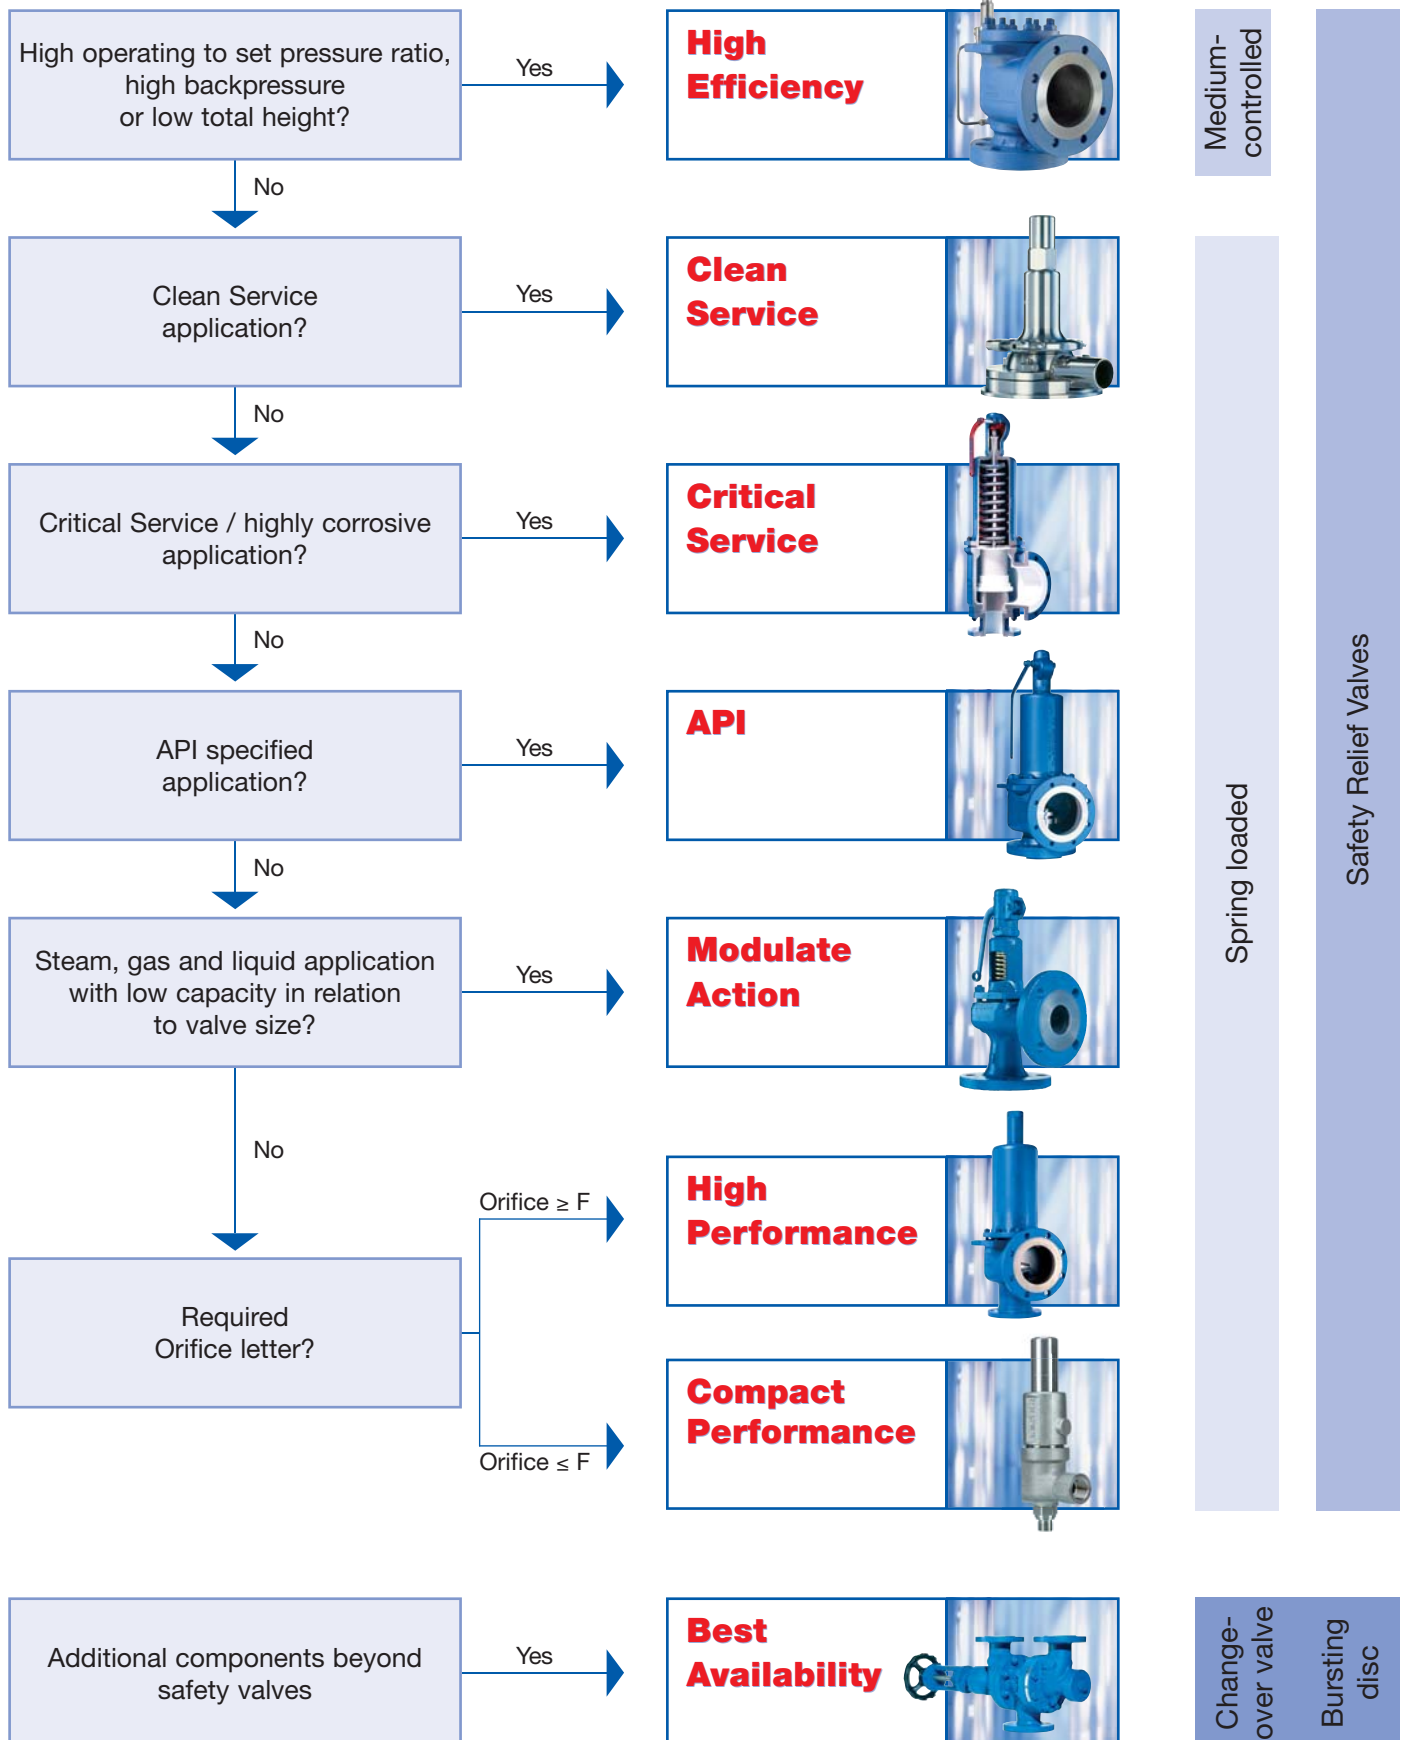 High operating to set pressure ratio,
high backpressure
or low total height?
Yes
High
Efficiency
No
Clean Service
application?
Yes
Clean
Service
No
Critical Service / highly corrosive
application?
Yes
Critical
Service
No
API specified
application?
Yes
API
No
Steam, gas and liquid application
with low capacity in relation
to valve size?
Yes
Modulate
Action
No
Required
Orifice letter?
Orifice ≥ F
High
Performance
Orifice ≤ F
Compact
Performance
Additional components beyond
safety valves
Yes
Best
Availability
Medium-
controlled
Spring loaded
Safety Relief Valves
Change-
over valve
Bursting
disc